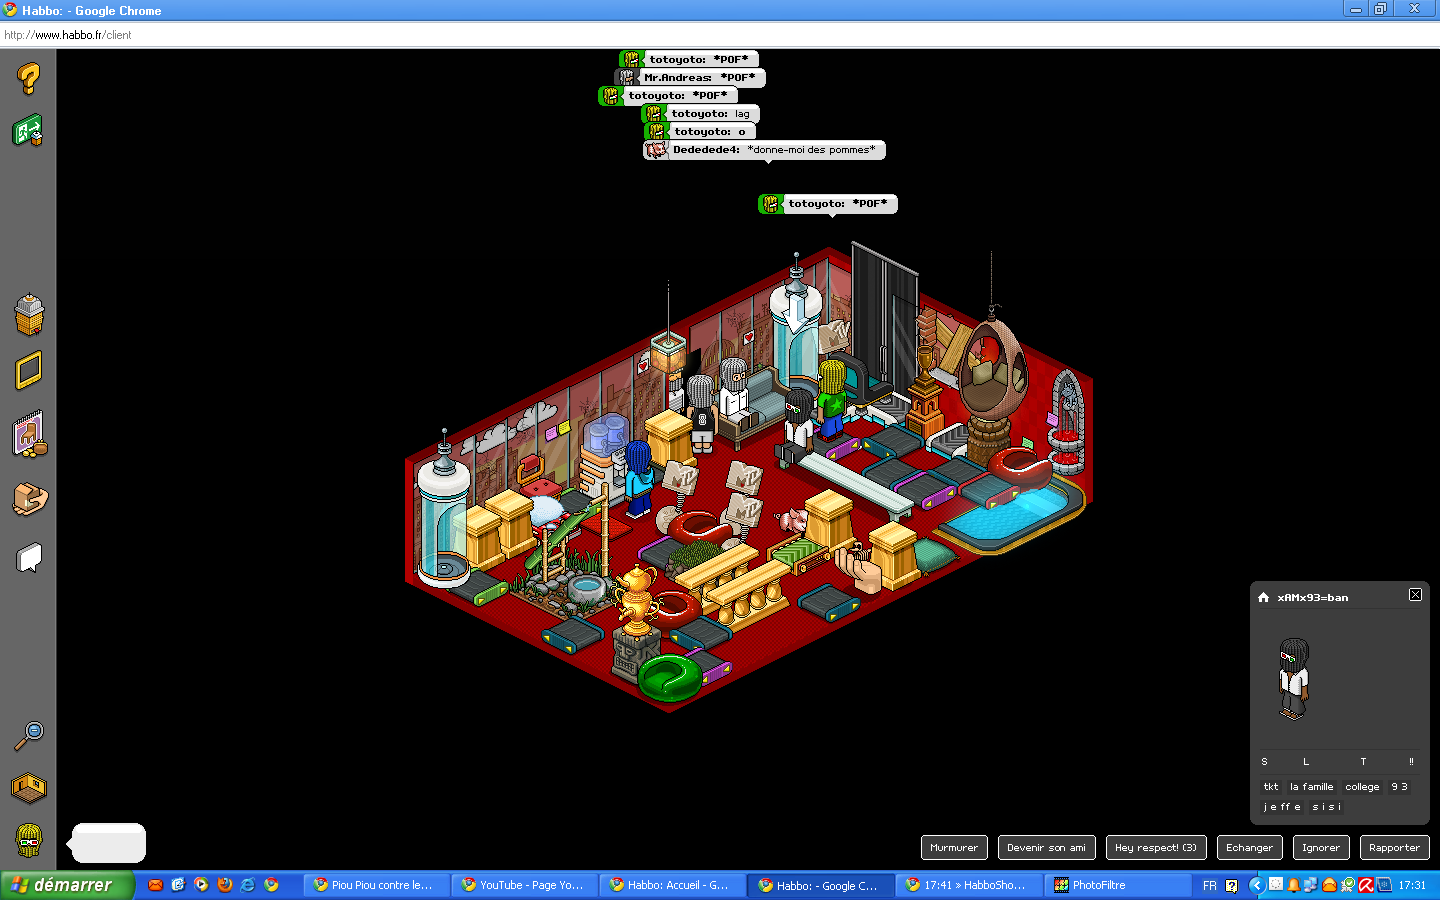 Habbo: - Google Chrome
http://www.habbo.fr/client
totoyoto: *POF*
Mr.Andreas: *POF*
totoyoto: *POF*
totoyoto: lag
totoyoto: o
Dededede4: *donne-moi des pommes*
totoyoto: *POF*
xAMx93=ban
S L T !!
tkt la famille college 9 3
j e f f e s i s i
Murmurer Devenir son ami Hey respect! (3) Echanger Ignorer Rapporter
démarrer Piou Piou contre le... YouTube - Page Yo... Habbo: Accueil - G... Habbo: - Google C... 17:41 » HabboSho... PhotoFiltre FR 17:31